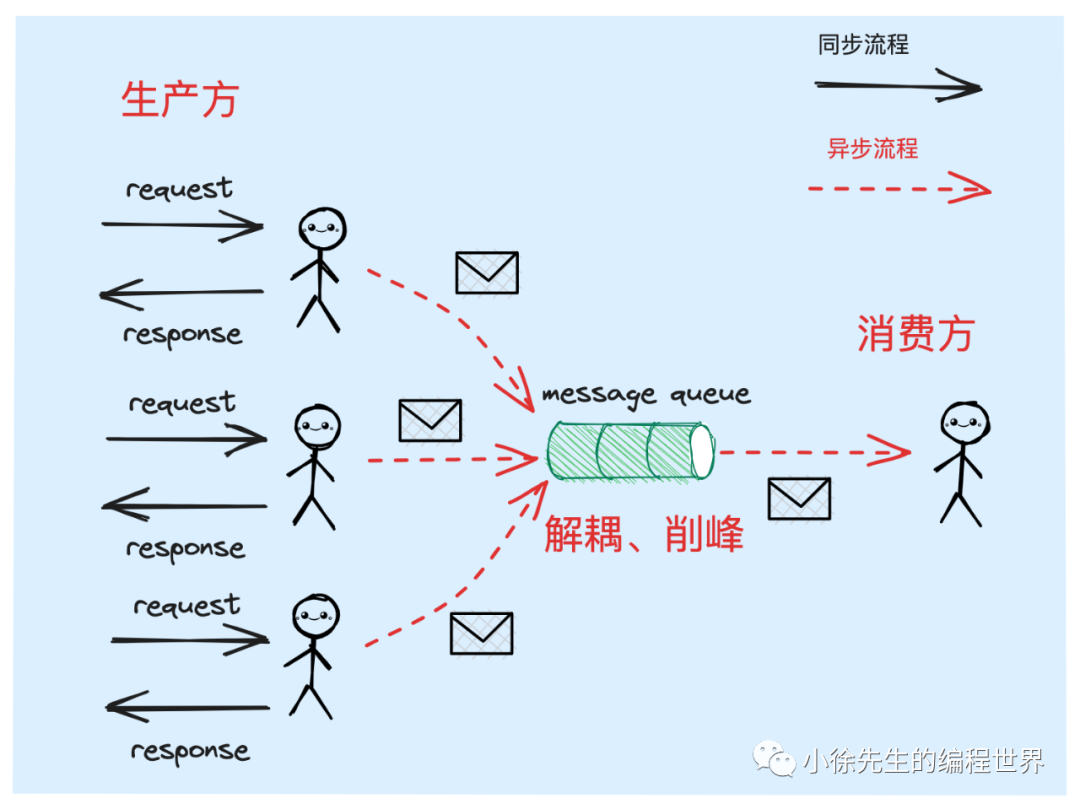 同步流程
生产方
异步流程
request
response
消费方
message queue
request
解耦、削峰
response
request
response
小徐先生的编程世界